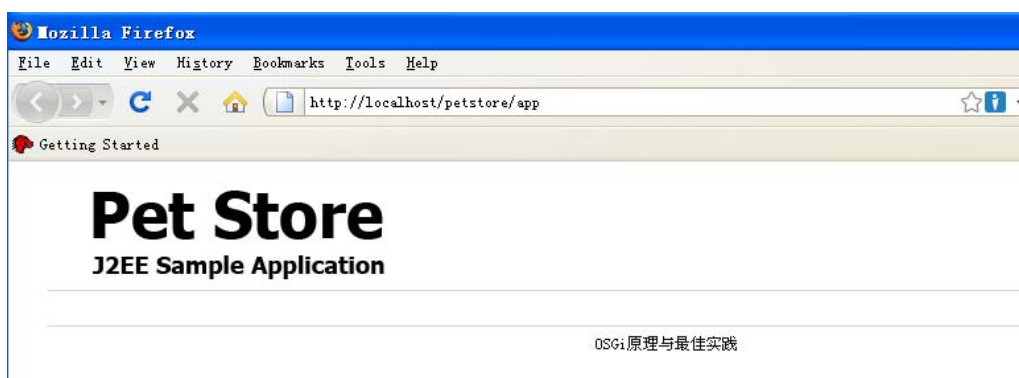 Mozilla Firefox
File Edit View History Bookmarks Tools Help
http://localhost/petstore/app
Getting Started
Pet Store
J2EE Sample Application
OSGi原理与最佳实践